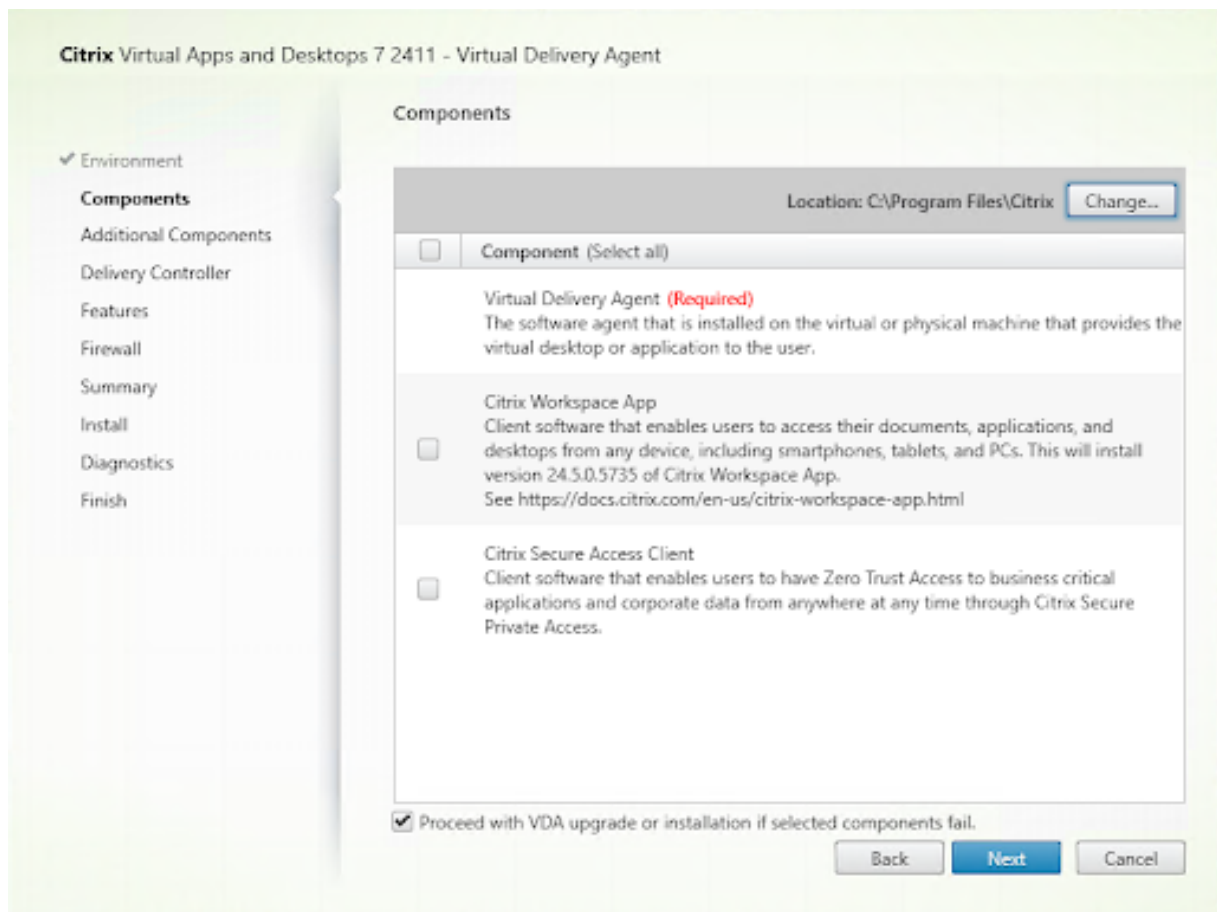 Citrix Virtual Apps and Desktops 7 2411 - Virtual Delivery Agent
Environment
Components
Additional Components
Delivery Controller
Features
Firewall
Summary
Install
Diagnostics
Finish
Components
Location: C:\Program Files\Citrix
Change...
Component (Select all)
Virtual Delivery Agent (Required)
The software agent that is installed on the virtual or physical machine that provides the
virtual desktop or application to the user.
Citrix Workspace App
Client software that enables users to access their documents, applications, and
desktops from any device, including smartphones, tablets, and PCs. This will install
version 24.5.0.5735 of Citrix Workspace App.
See https://docs.citrix.com/en-us/citrix-workspace-app.html
Citrix Secure Access Client
Client software that enables users to have Zero Trust Access to business critical
applications and corporate data from anywhere at any time through Citrix Secure
Private Access.
Proceed with VDA upgrade or installation if selected components fail.
Back
Next
Cancel